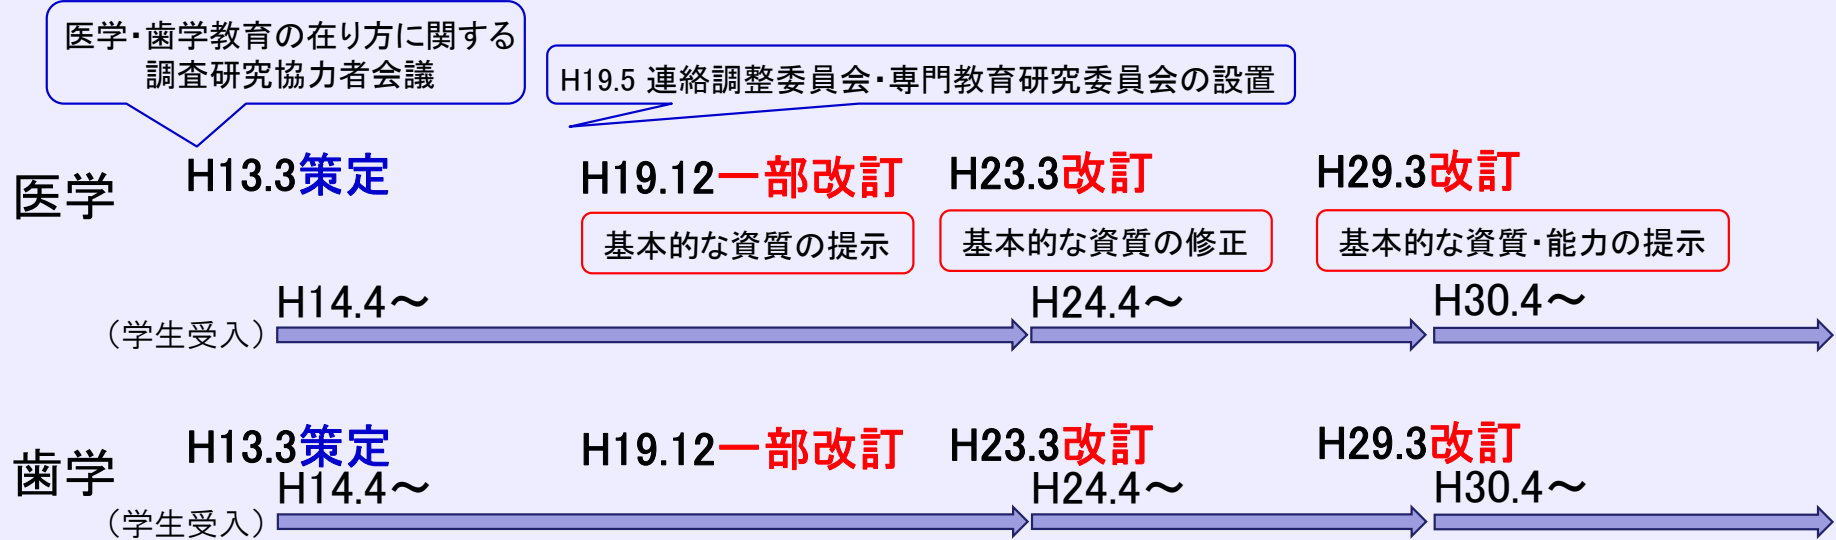 医学・歯学教育の在り方に関する
調査研究協力者会議
H19.5 連絡調整委員会・専門教育研究委員会の設置
医学
H13.3策定
H19.12一部改訂
H23.3改訂
H29.3改訂
基本的な資質の提示
基本的な資質の修正
基本的な資質・能力の提示
H14.4～
H24.4～
H30.4～
（学生受入）
歯学
H13.3策定
H19.12一部改訂
H23.3改訂
H29.3改訂
H14.4～
H24.4～
H30.4～
（学生受入）